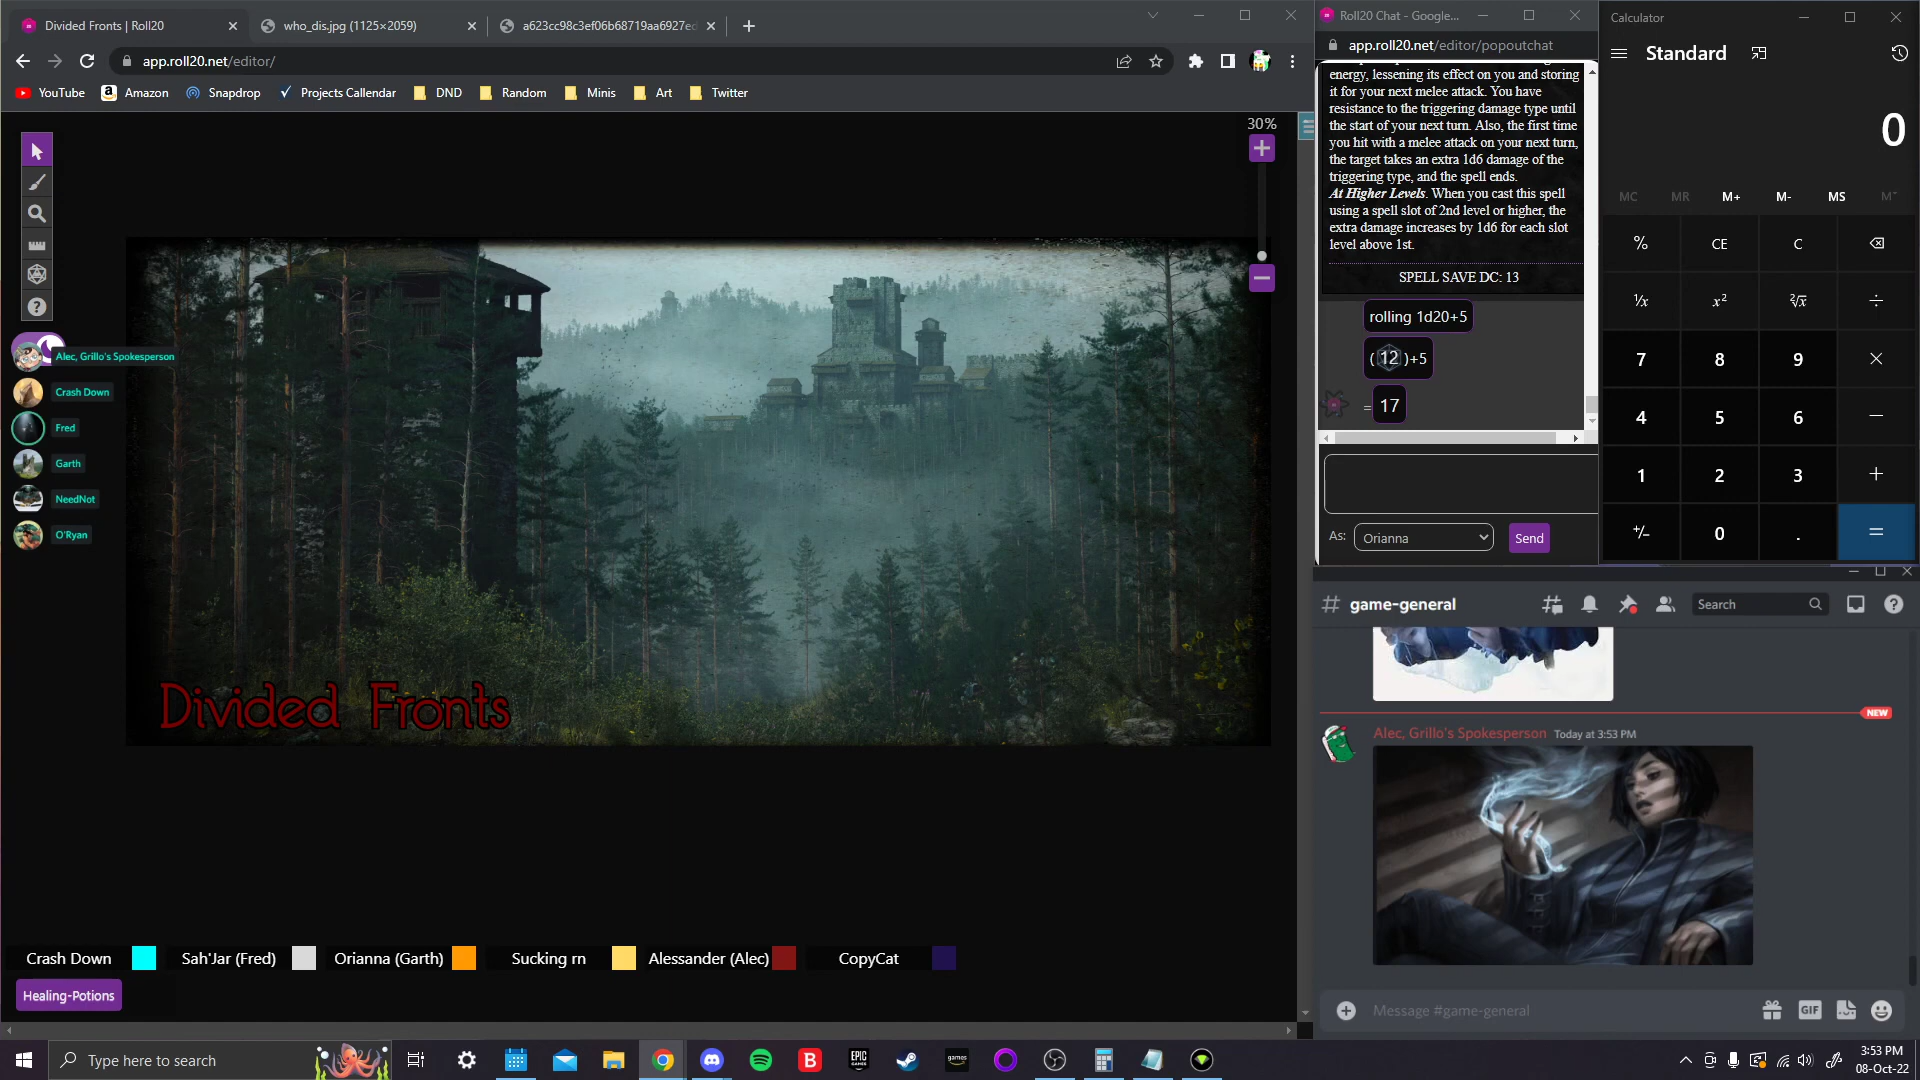 Divided Fronts | Roll20
who_dis.jpg (1125×2059)
a623cc98c3ef06b68719aa6927ed
app.roll20.net/editor/
YouTube
Amazon
Snapdrop
Projects Callendar
DND
Random
Minis
Art
Twitter
30%
Alec, Grillo's Spokesperson
Crash Down
Fred
Garth
NeedNot
O'Ryan
Divided Fronts
Crash Down
Sah'Jar (Fred)
Orianna (Garth)
Sucking rn
Alessander (Alec)
CopyCat
Healing-Potions
Roll20 Chat - Google...
app.roll20.net/editor/popoutchat
energy, lessening its effect on you and storing
it for your next melee attack. You have
resistance to the triggering damage type until
the start of your next turn. Also, the first time
you hit with a melee attack on your next turn,
the target takes an extra 1d6 damage of the
triggering type, and the spell ends.
At Higher Levels. When you cast this spell
using a spell slot of 2nd level or higher, the
extra damage increases by 1d6 for each slot
level above 1st.
SPELL SAVE DC: 13
rolling 1d20+5
(12)+5
=17
As: Orianna
Send
Calculator
Standard
0
MC MR M+ M- MS M˅
% CE C
1/x x² ²√x ÷
7 8 9 ×
4 5 6 −
1 2 3 +
+/− 0 . =
# game-general
Search
NEW
Alec, Grillo's Spokesperson Today at 3:53 PM
Message #game-general
GIF
Type here to search
3:53 PM
08-Oct-22